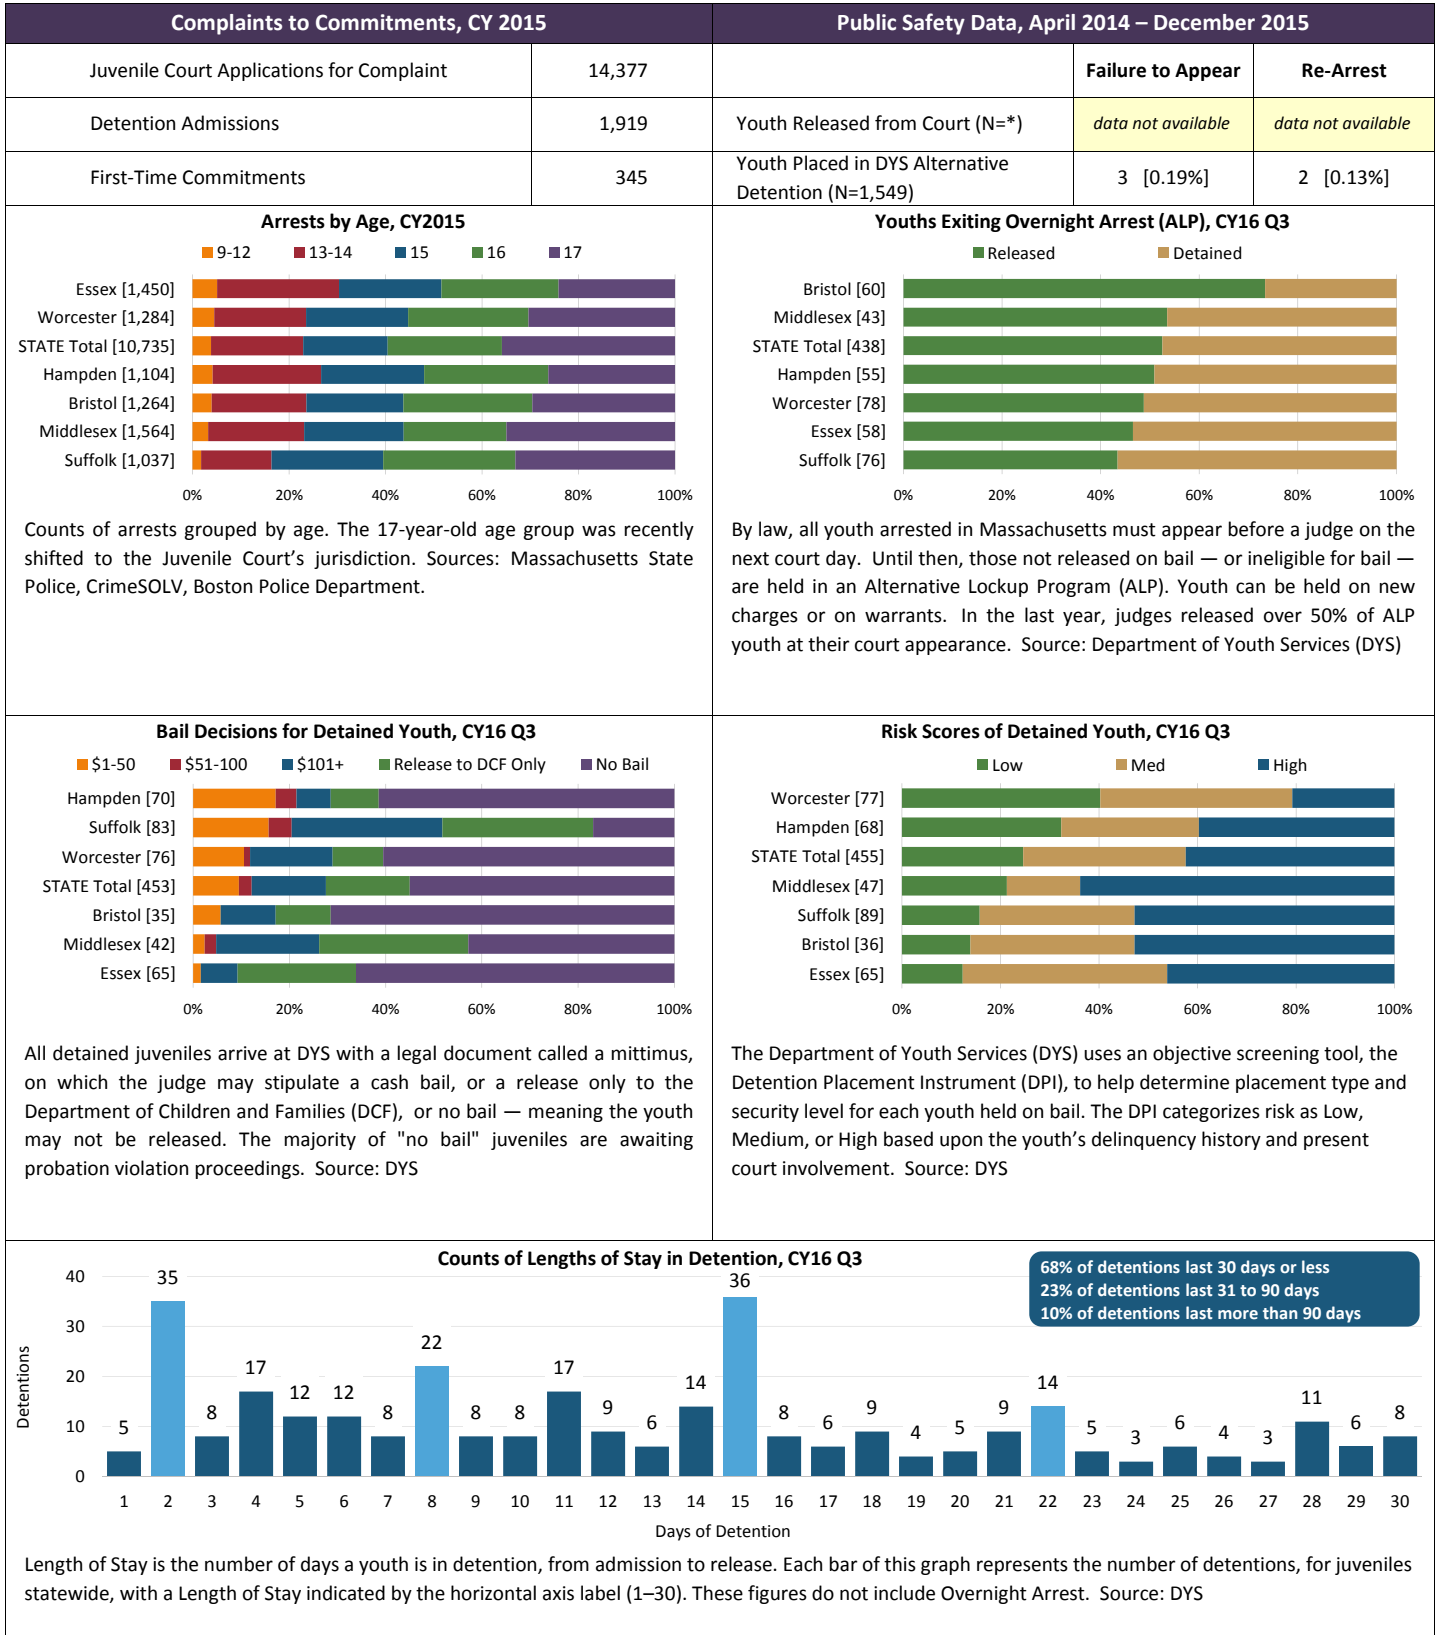 Complaints to Commitments, CY 2015
Juvenile Court Applications for Complaint 14,377
Detention Admissions 1,919
First-Time Commitments 345
Public Safety Data, April 2014 – December 2015
Failure to Appear Re-Arrest
Youth Released from Court (N=*) data not available data not available
Youth Placed in DYS Alternative
Detention (N=1,549) 3 [0.19%] 2 [0.13%]
Arrests by Age, CY2015
9-12 13-14 15 16 17
Essex [1,450]
Worcester [1,284]
STATE Total [10,735]
Hampden [1,104]
Bristol [1,264]
Middlesex [1,564]
Suffolk [1,037]
0% 20% 40% 60% 80% 100%
Counts of arrests grouped by age. The 17-year-old age group was recently
shifted to the Juvenile Court's jurisdiction. Sources: Massachusetts State
Police, CrimeSOLV, Boston Police Department.
Youths Exiting Overnight Arrest (ALP), CY16 Q3
Released Detained
Bristol [60]
Middlesex [43]
STATE Total [438]
Hampden [55]
Worcester [78]
Essex [58]
Suffolk [76]
0% 20% 40% 60% 80% 100%
By law, all youth arrested in Massachusetts must appear before a judge on the
next court day. Until then, those not released on bail — or ineligible for bail —
are held in an Alternative Lockup Program (ALP). Youth can be held on new
charges or on warrants. In the last year, judges released over 50% of ALP
youth at their court appearance. Source: Department of Youth Services (DYS)
Bail Decisions for Detained Youth, CY16 Q3
$1-50 $51-100 $101+ Release to DCF Only No Bail
Hampden [70]
Suffolk [83]
Worcester [76]
STATE Total [453]
Bristol [35]
Middlesex [42]
Essex [65]
0% 20% 40% 60% 80% 100%
All detained juveniles arrive at DYS with a legal document called a mittimus,
on which the judge may stipulate a cash bail, or a release only to the
Department of Children and Families (DCF), or no bail — meaning the youth
may not be released. The majority of "no bail" juveniles are awaiting
probation violation proceedings. Source: DYS
Risk Scores of Detained Youth, CY16 Q3
Low Med High
Worcester [77]
Hampden [68]
STATE Total [455]
Middlesex [47]
Suffolk [89]
Bristol [36]
Essex [65]
0% 20% 40% 60% 80% 100%
The Department of Youth Services (DYS) uses an objective screening tool, the
Detention Placement Instrument (DPI), to help determine placement type and
security level for each youth held on bail. The DPI categorizes risk as Low,
Medium, or High based upon the youth's delinquency history and present
court involvement. Source: DYS
Counts of Lengths of Stay in Detention, CY16 Q3
68% of detentions last 30 days or less
23% of detentions last 31 to 90 days
10% of detentions last more than 90 days
Detentions
40
30
20
10
0
5 35 8 17 12 12 8 22 8 8 17 9 6 14 36 8 6 9 4 5 9 14 5 3 6 4 3 11 6 8
1 2 3 4 5 6 7 8 9 10 11 12 13 14 15 16 17 18 19 20 21 22 23 24 25 26 27 28 29 30
Days of Detention
Length of Stay is the number of days a youth is in detention, from admission to release. Each bar of this graph represents the number of detentions, for juveniles
statewide, with a Length of Stay indicated by the horizontal axis label (1–30). These figures do not include Overnight Arrest. Source: DYS